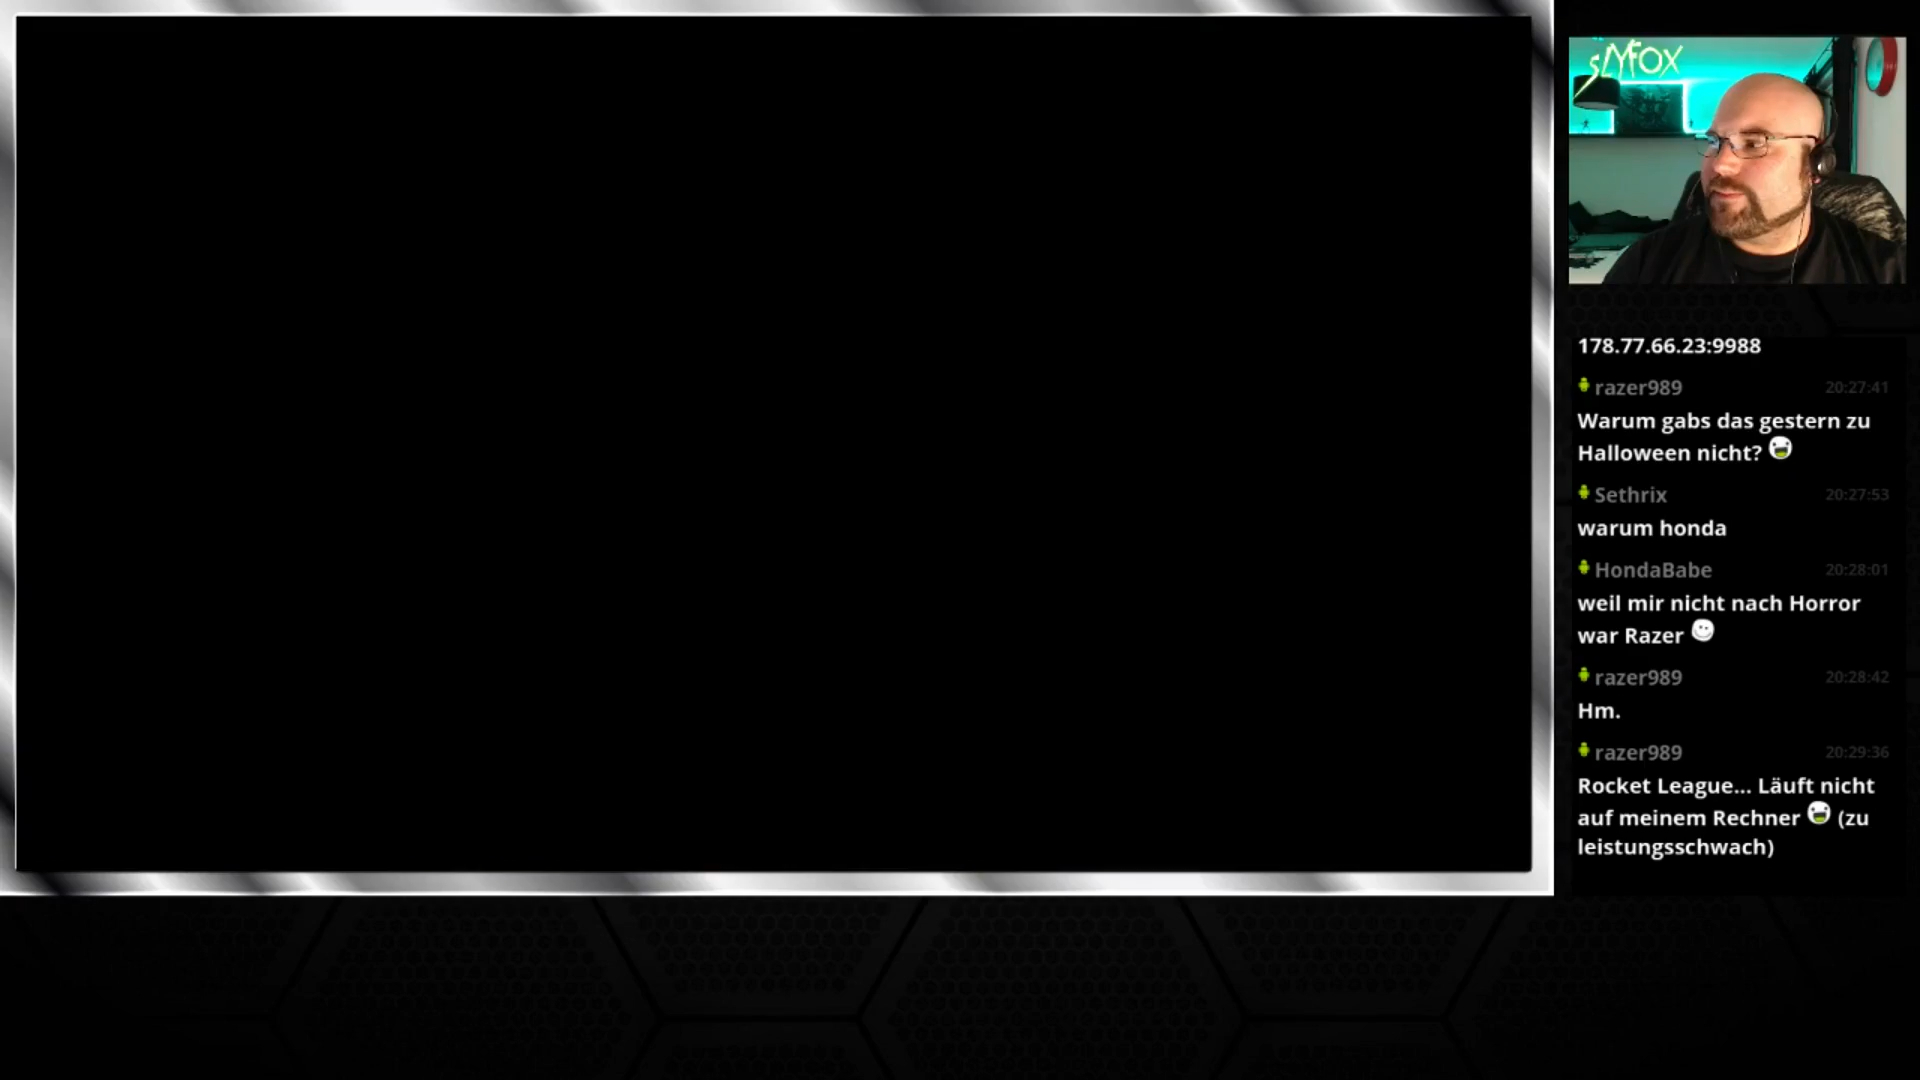 SLYFOX
178.77.66.23:9988
razer989 20:27:41
Warum gabs das gestern zu
Halloween nicht?
Sethrix 20:27:53
warum honda
HondaBabe 20:28:01
weil mir nicht nach Horror
war Razer
razer989 20:28:42
Hm.
razer989 20:29:36
Rocket League... Läuft nicht
auf meinem Rechner (zu
leistungsschwach)